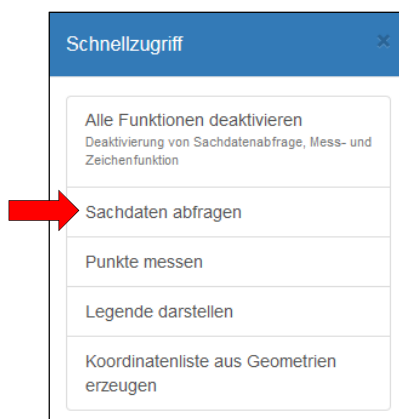 Schnellzugriff ×
Alle Funktionen deaktivieren
Deaktivierung von Sachdatenabfrage, Mess- und
Zeichenfunktion
Sachdaten abfragen
Punkte messen
Legende darstellen
Koordinatenliste aus Geometrien
erzeugen